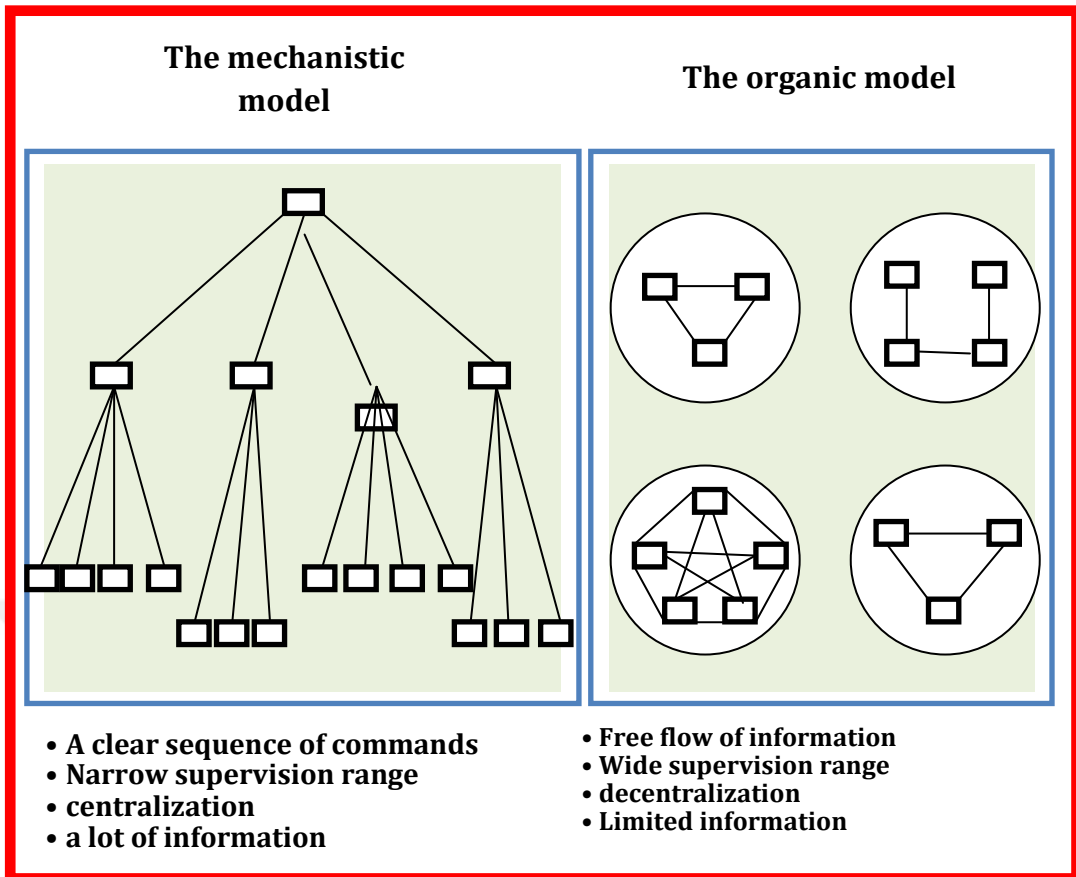 The mechanistic
model
The organic model
• A clear sequence of commands
• Narrow supervision range
• centralization
• a lot of information
• Free flow of information
• Wide supervision range
• decentralization
• Limited information